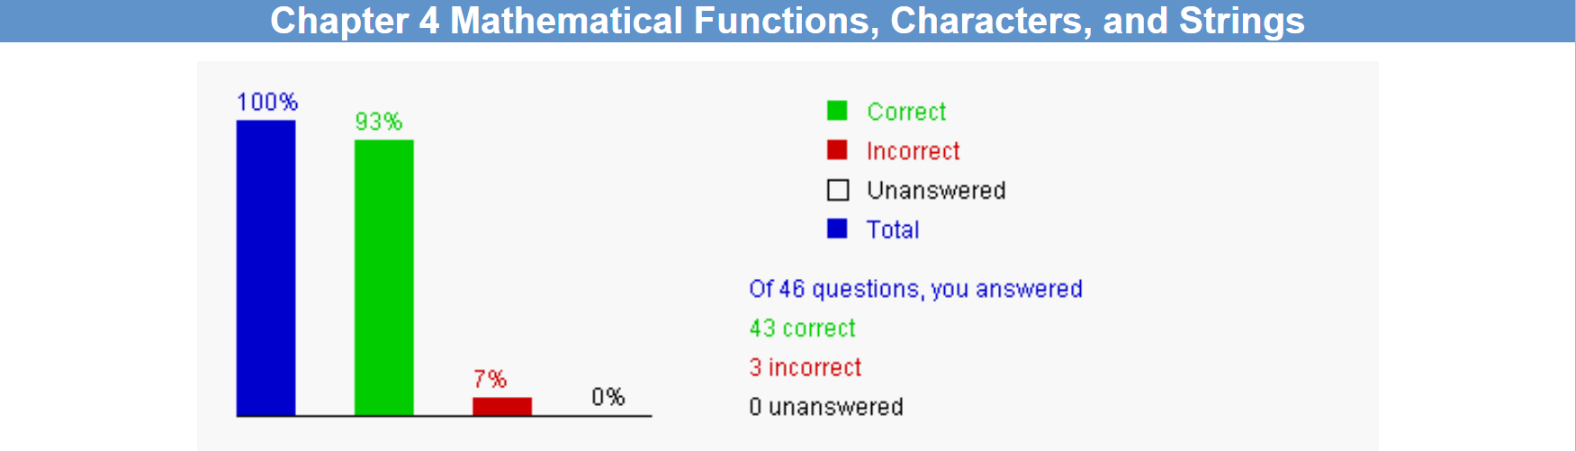 Chapter 4 Mathematical Functions, Characters, and Strings
100%
93%
7%
0%
Correct
Incorrect
Unanswered
Total
Of 46 questions, you answered
43 correct
3 incorrect
0 unanswered